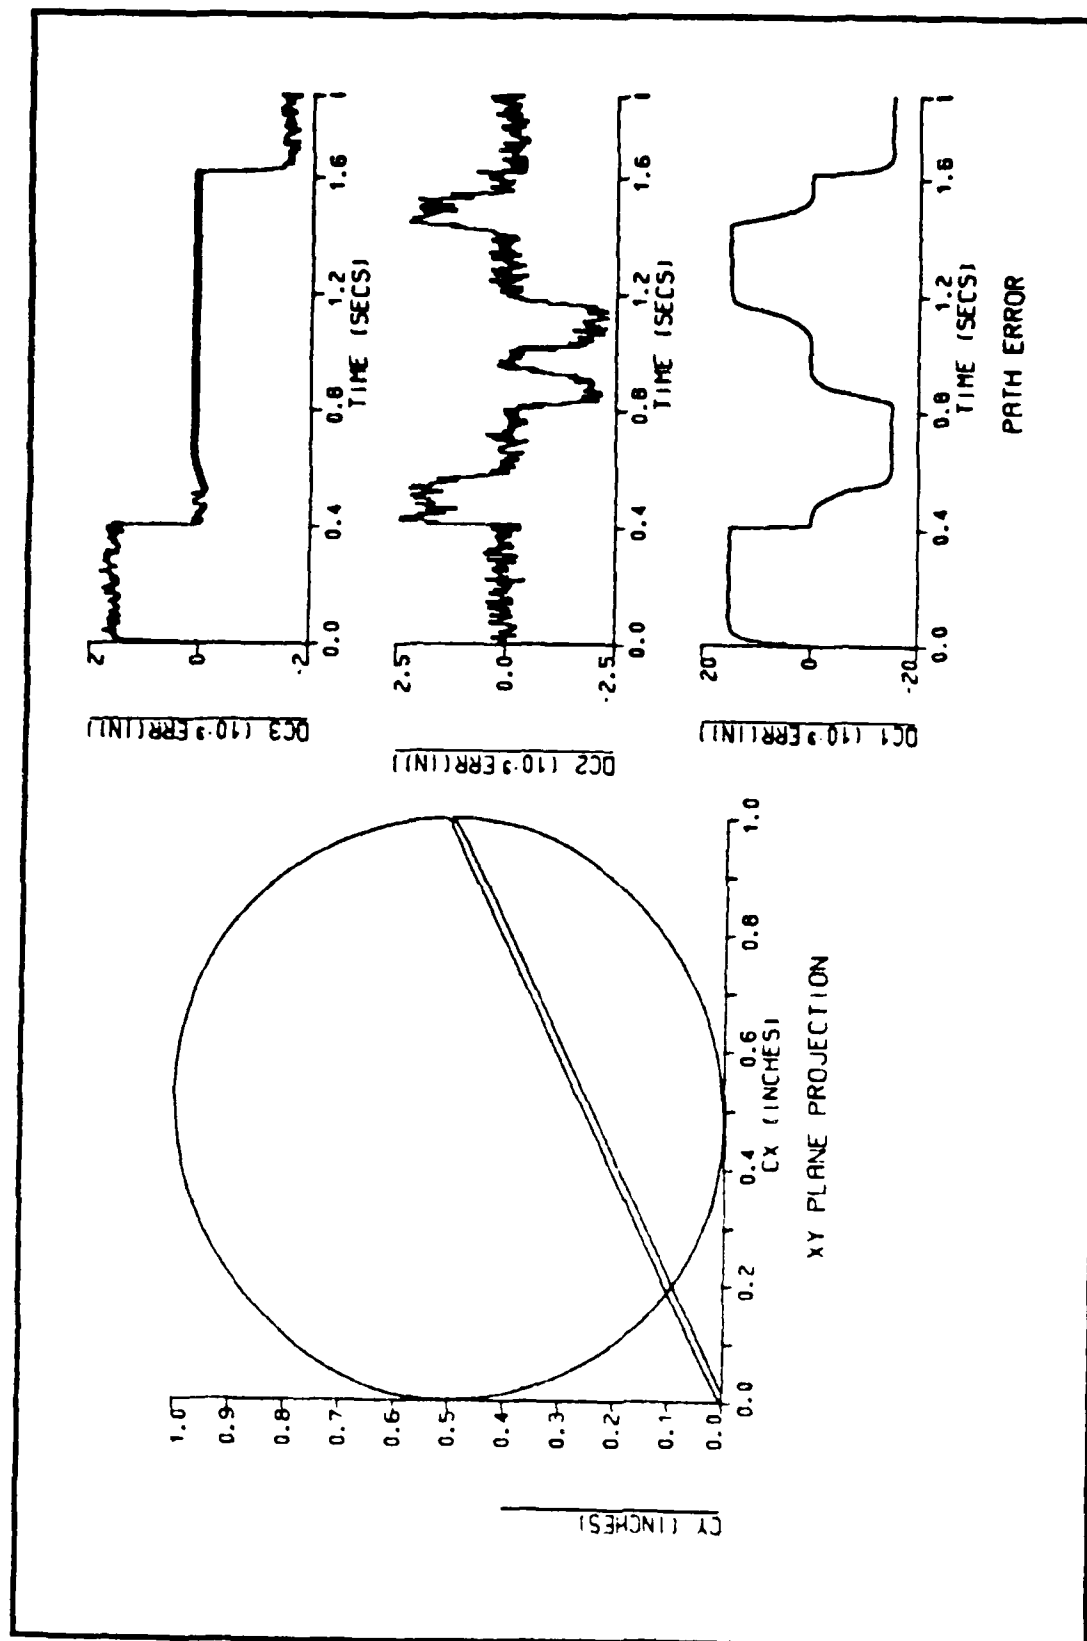 CY (INCHES)
1.0
0.9
0.8
0.7
0.6
0.5
0.4
0.3
0.2
0.1
0.0
0.0 0.2 0.4 0.6 0.8 1.0
CX (INCHES)
XY PLANE PROJECTION
DC3 (10⁻³ ERR(IN)
2
0
-2
0.0 0.4 0.8 1.2 1.6
TIME (SECS)
DC2 (10⁻³ ERR(IN)
2.5
0.0
-2.5
0.0 0.4 0.8 1.2 1.6
TIME (SECS)
DC1 (10⁻³ ERR(IN)
20
0
-20
0.0 0.4 0.8 1.2 1.6
TIME (SECS)
PATH ERROR